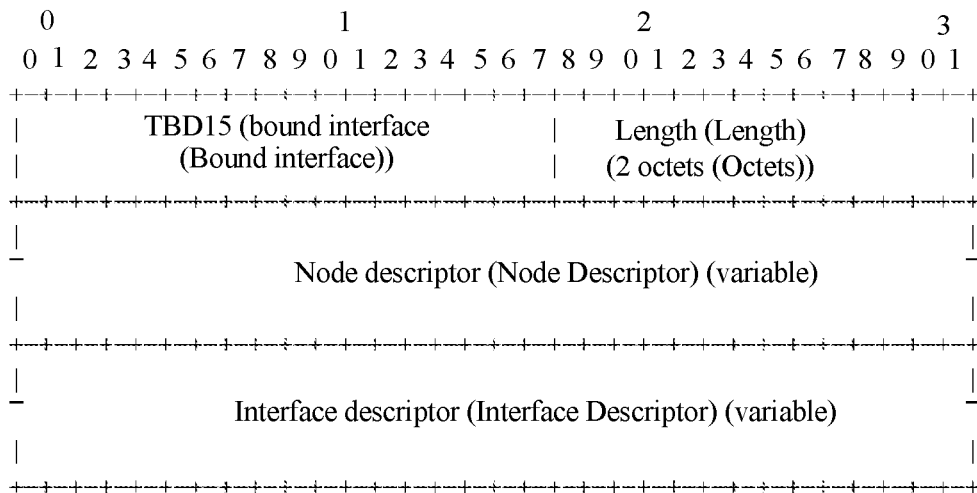 0 1 2 3
0 1 2 3 4 5 6 7 8 9 0 1 2 3 4 5 6 7 8 9 0 1 2 3 4 5 6 7 8 9 0 1
TBD15 (bound interface
(Bound interface))
Length (Length)
(2 octets (Octets))
Node descriptor (Node Descriptor) (variable)
Interface descriptor (Interface Descriptor) (variable)